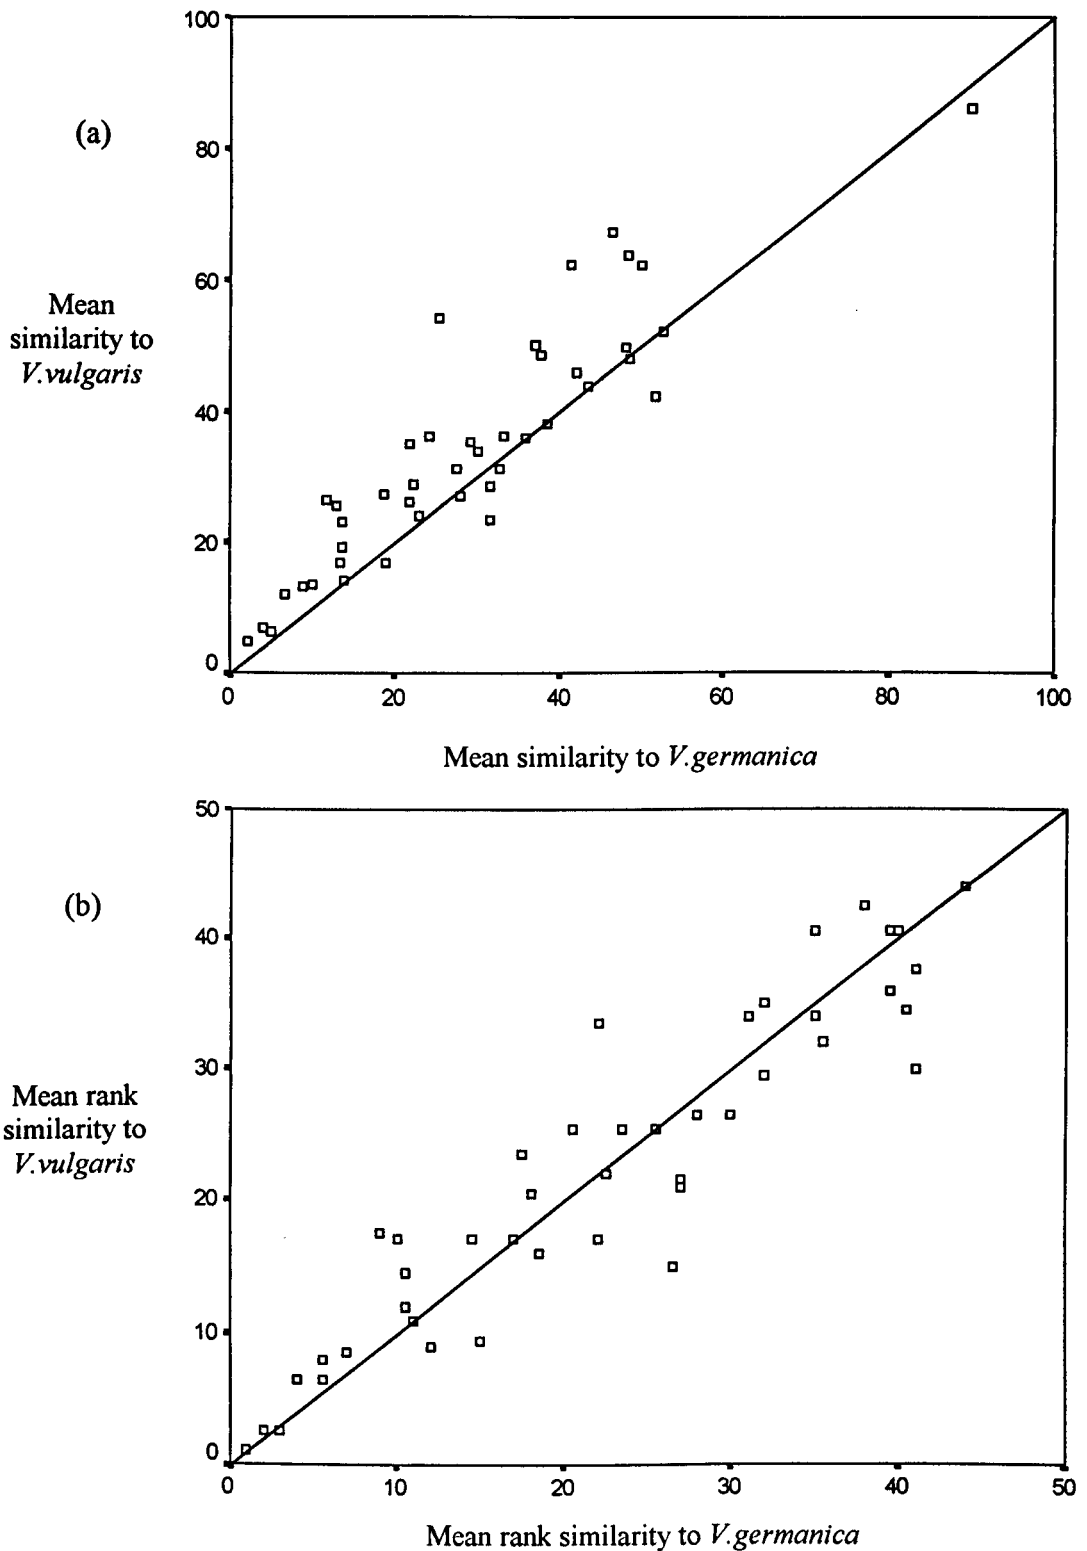 (a)
100
80
60
40
20
0
Mean
similarity to
V.vulgaris
0 20 40 60 80 100
Mean similarity to V.germanica
(b)
50
40
30
20
10
0
Mean rank
similarity to
V.vulgaris
0 10 20 30 40 50
Mean rank similarity to V.germanica